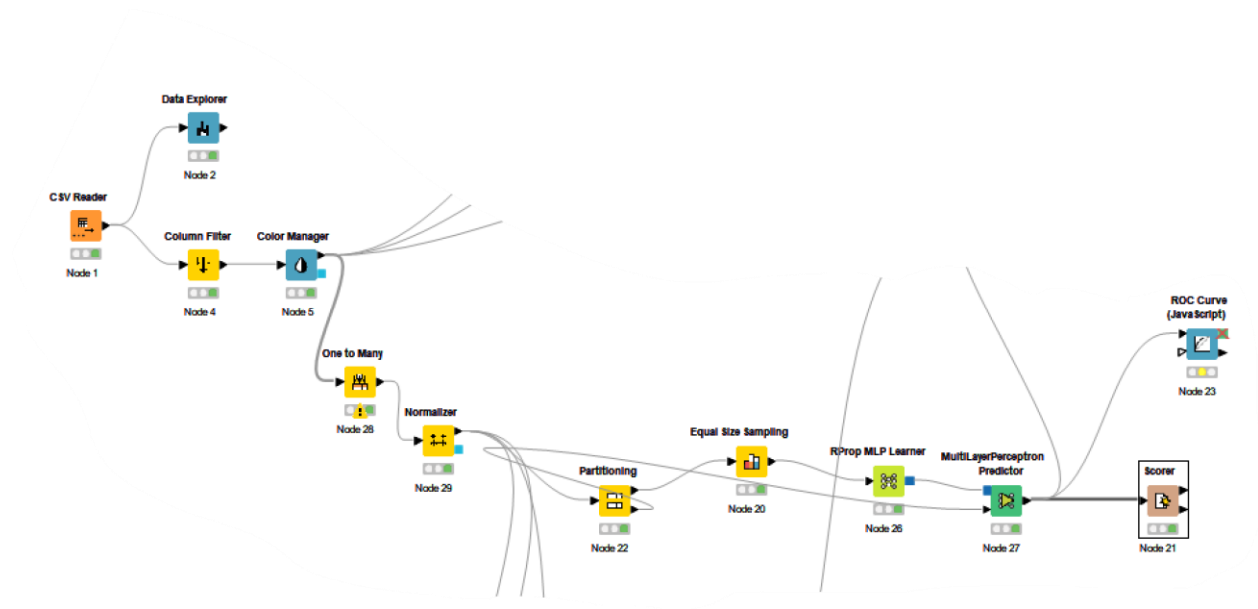 Data Explorer
Node 2
CSV Reader
Node 1
Column Filter
Node 4
Color Manager
Node 5
One to Many
Node 28
Normalizer
Node 29
Partitioning
Node 22
Equal Size Sampling
Node 20
RProp MLP Learner
Node 26
MultiLayerPerceptron
Predictor
Node 27
ROC Curve
(JavaScript)
Node 23
Scorer
Node 21